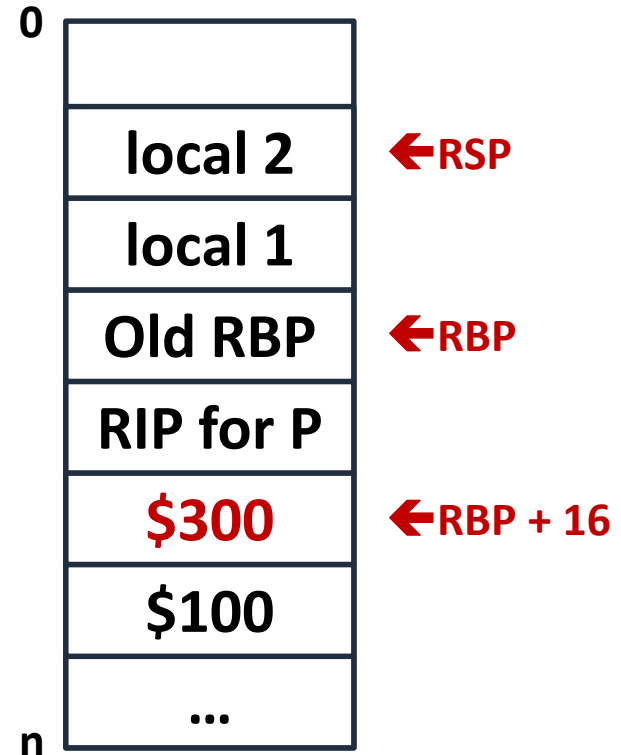 0
local 2 🡸RSP
local 1
Old RBP 🡸RBP
RIP for P
$300 🡸RBP + 16
$100
...
n